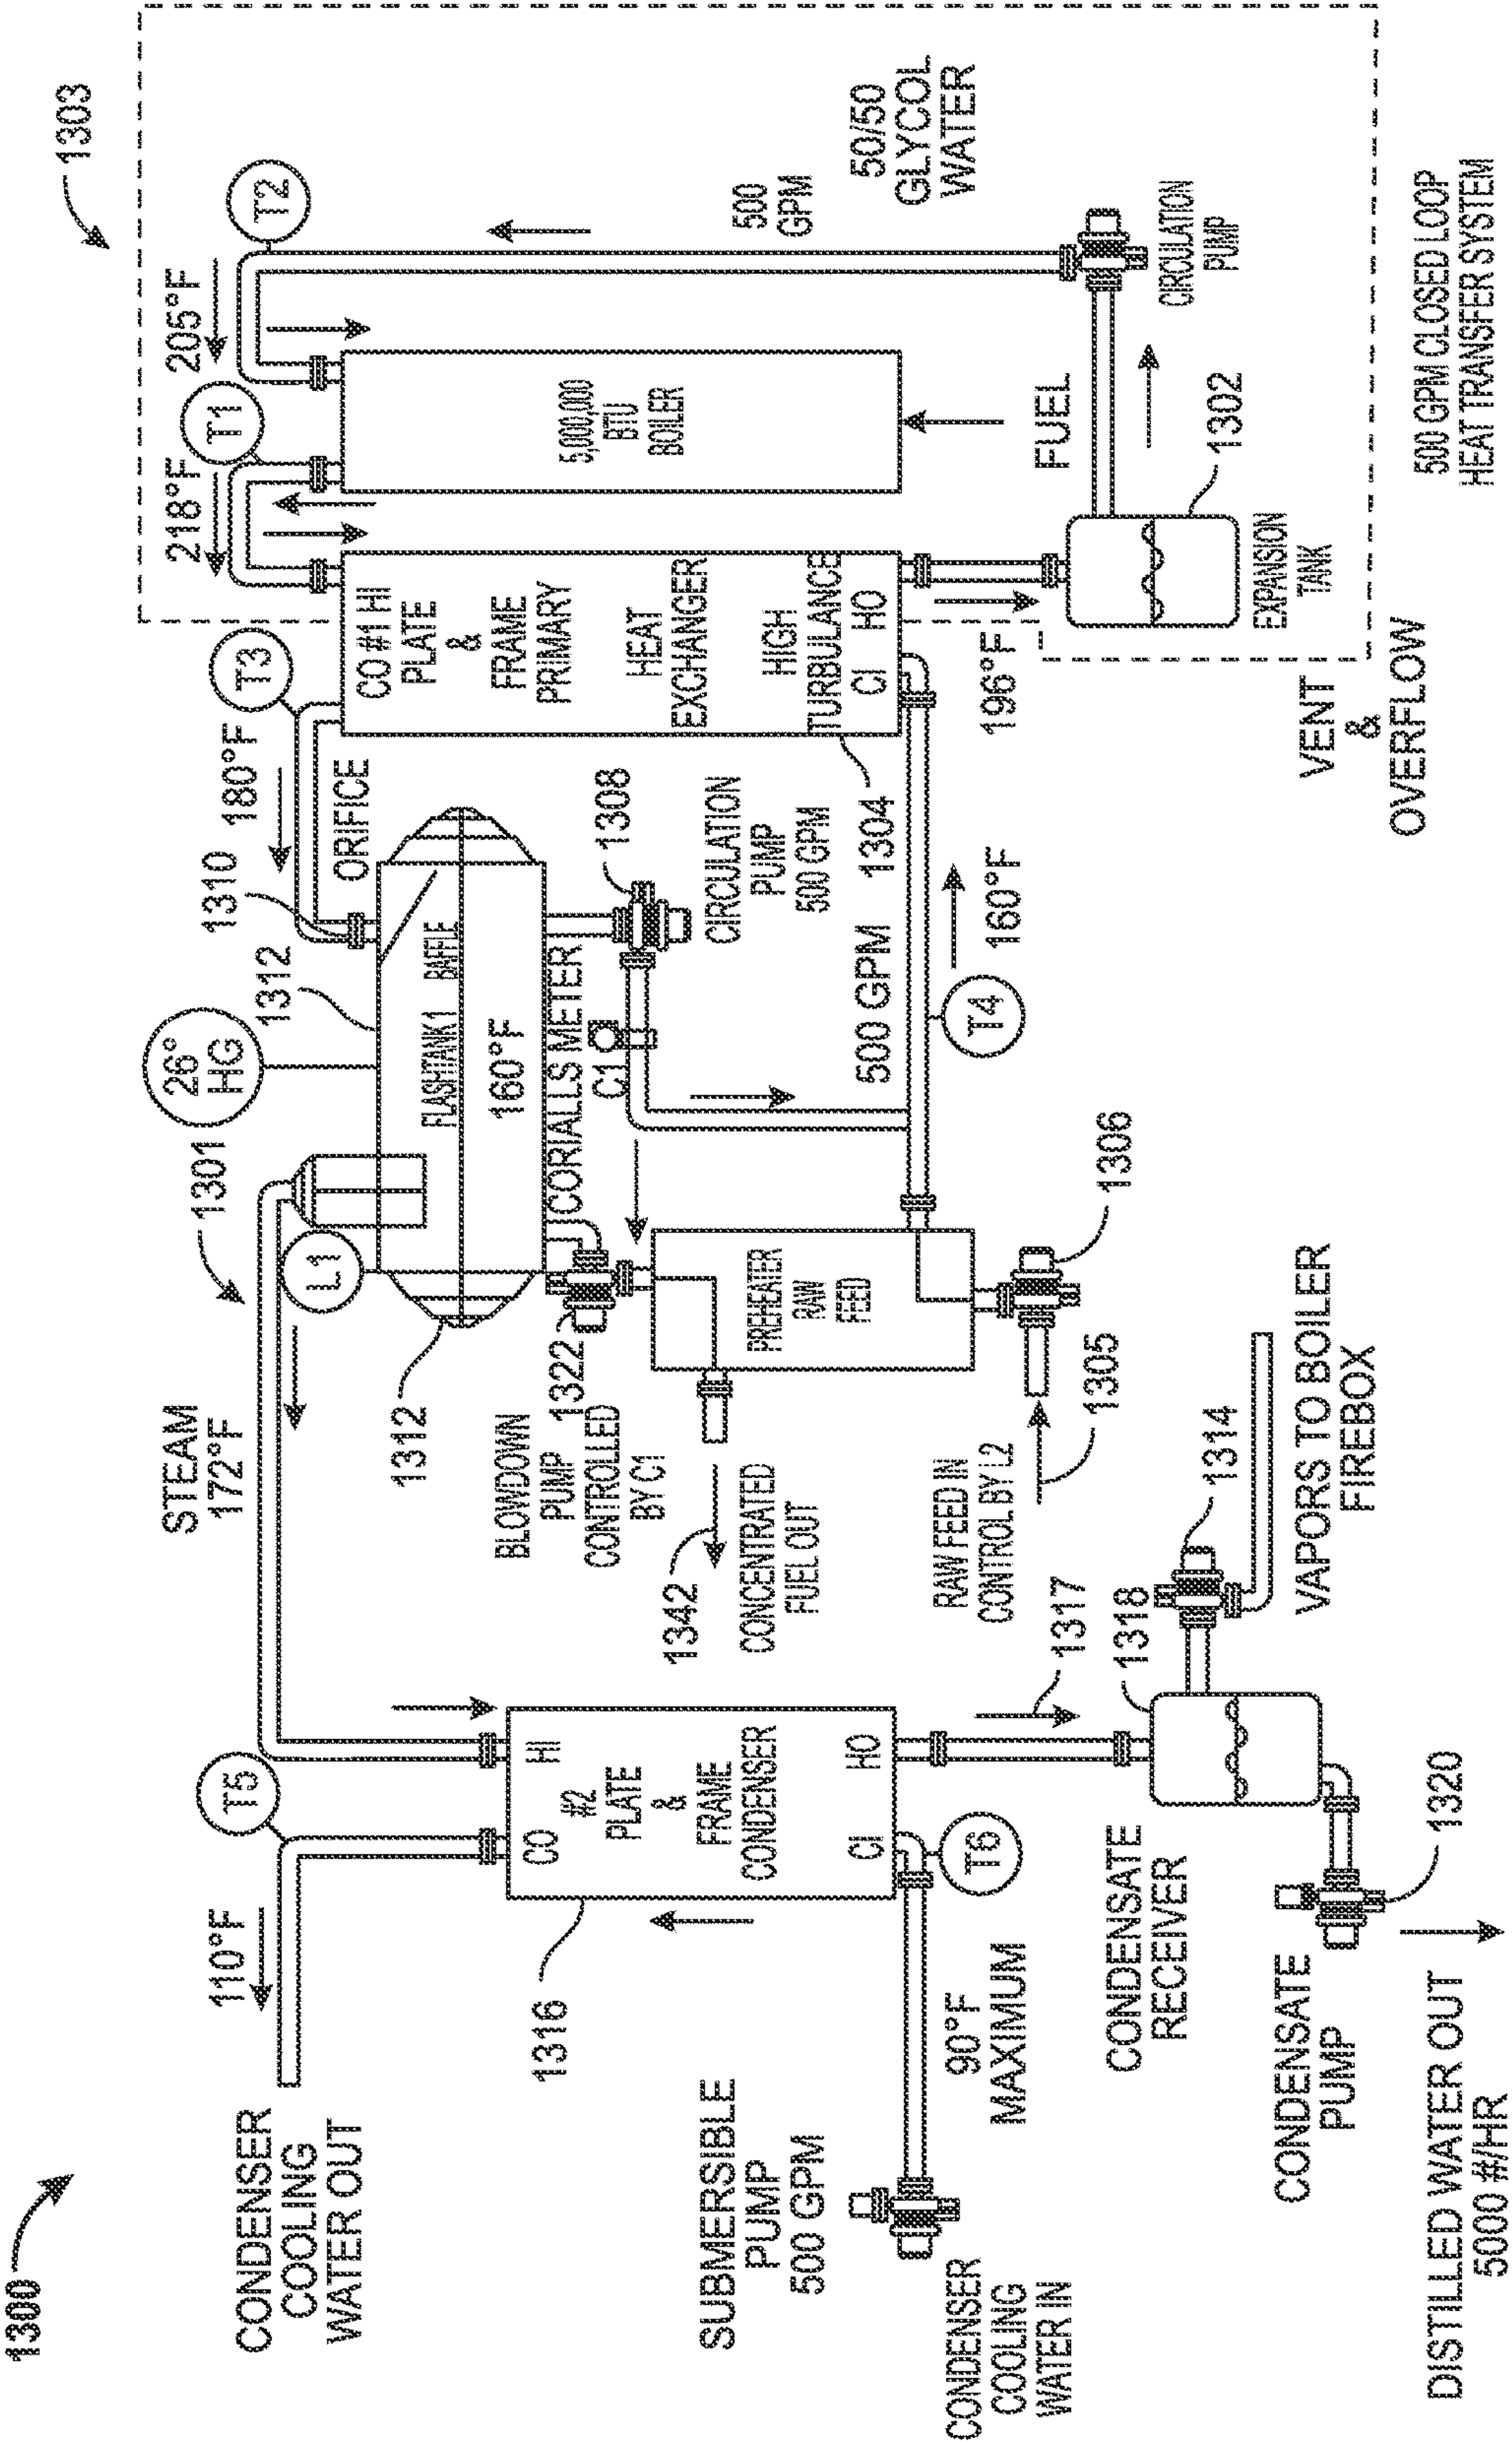 1300
CONDENSER
COOLING
WATER OUT
110°F
T5
STEAM
172°F
1301
L1
26°
HG
1312
1310
ORIFICE
180°F
T3
218°F
T1
205°F
T2
1303
FLASHTANK 1 BAFFLE
160°F
1312
CORIALLS METER
C1
1308
CIRCULATION
PUMP
500 GPM
1304
CO #1 HI
PLATE
&
FRAME
PRIMARY
HEAT
EXCHANGER
HIGH
TURBULANCE
CI HO
5,000,000
BTU
BOILER
500
GPM
50/50
GLYCOL
WATER
FUEL
CIRCULATION
PUMP
1302
EXPANSION
TANK
196°F
VENT
&
OVERFLOW
500 GPM CLOSED LOOP
HEAT TRANSFER SYSTEM
500 GPM
160°F
T4
1322
BLOWDOWN
PUMP
CONTROLLED
BY C1
PREHEATER
RAW
FEED
1306
1305
1342
CONCENTRATED
FUEL OUT
RAW FEED IN
CONTROL BY L2
1316
CO HI
#2
PLATE
&
FRAME
CONDENSER
CI HO
T6
SUBMERSIBLE
PUMP
500 GPM
90°F
MAXIMUM
CONDENSER
COOLING
WATER IN
1317
1318
1314
VAPORS TO BOILER
FIREBOX
CONDENSATE
RECEIVER
CONDENSATE
PUMP
1320
DISTILLED WATER OUT
5000 #/HR